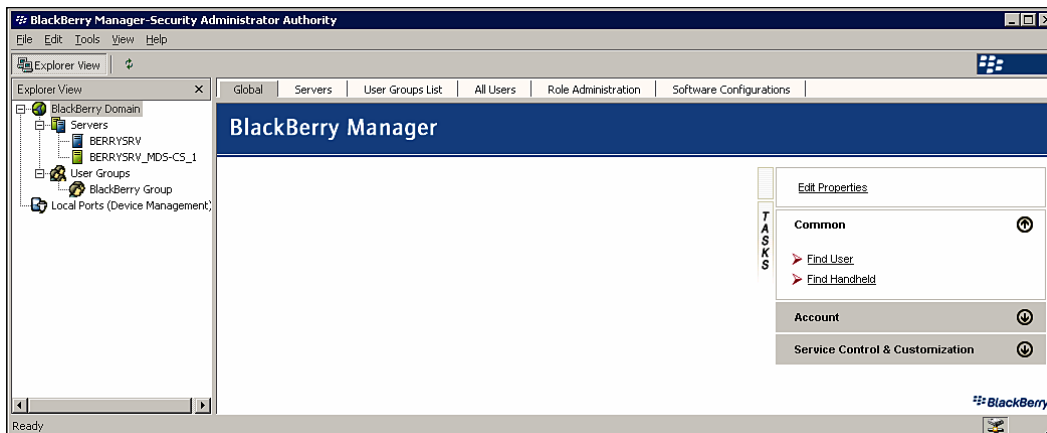 BlackBerry Manager-Security Administrator Authority
File Edit Tools View Help
Explorer View
Explorer View
Global Servers User Groups List All Users Role Administration Software Configurations
BlackBerry Domain
Servers
BERRYSRV
BERRYSRV_MDS-CS_1
User Groups
BlackBerry Group
Local Ports (Device Management)
BlackBerry Manager
TASKS
Edit Properties
Common
Find User
Find Handheld
Account
Service Control & Customization
BlackBerry
Ready